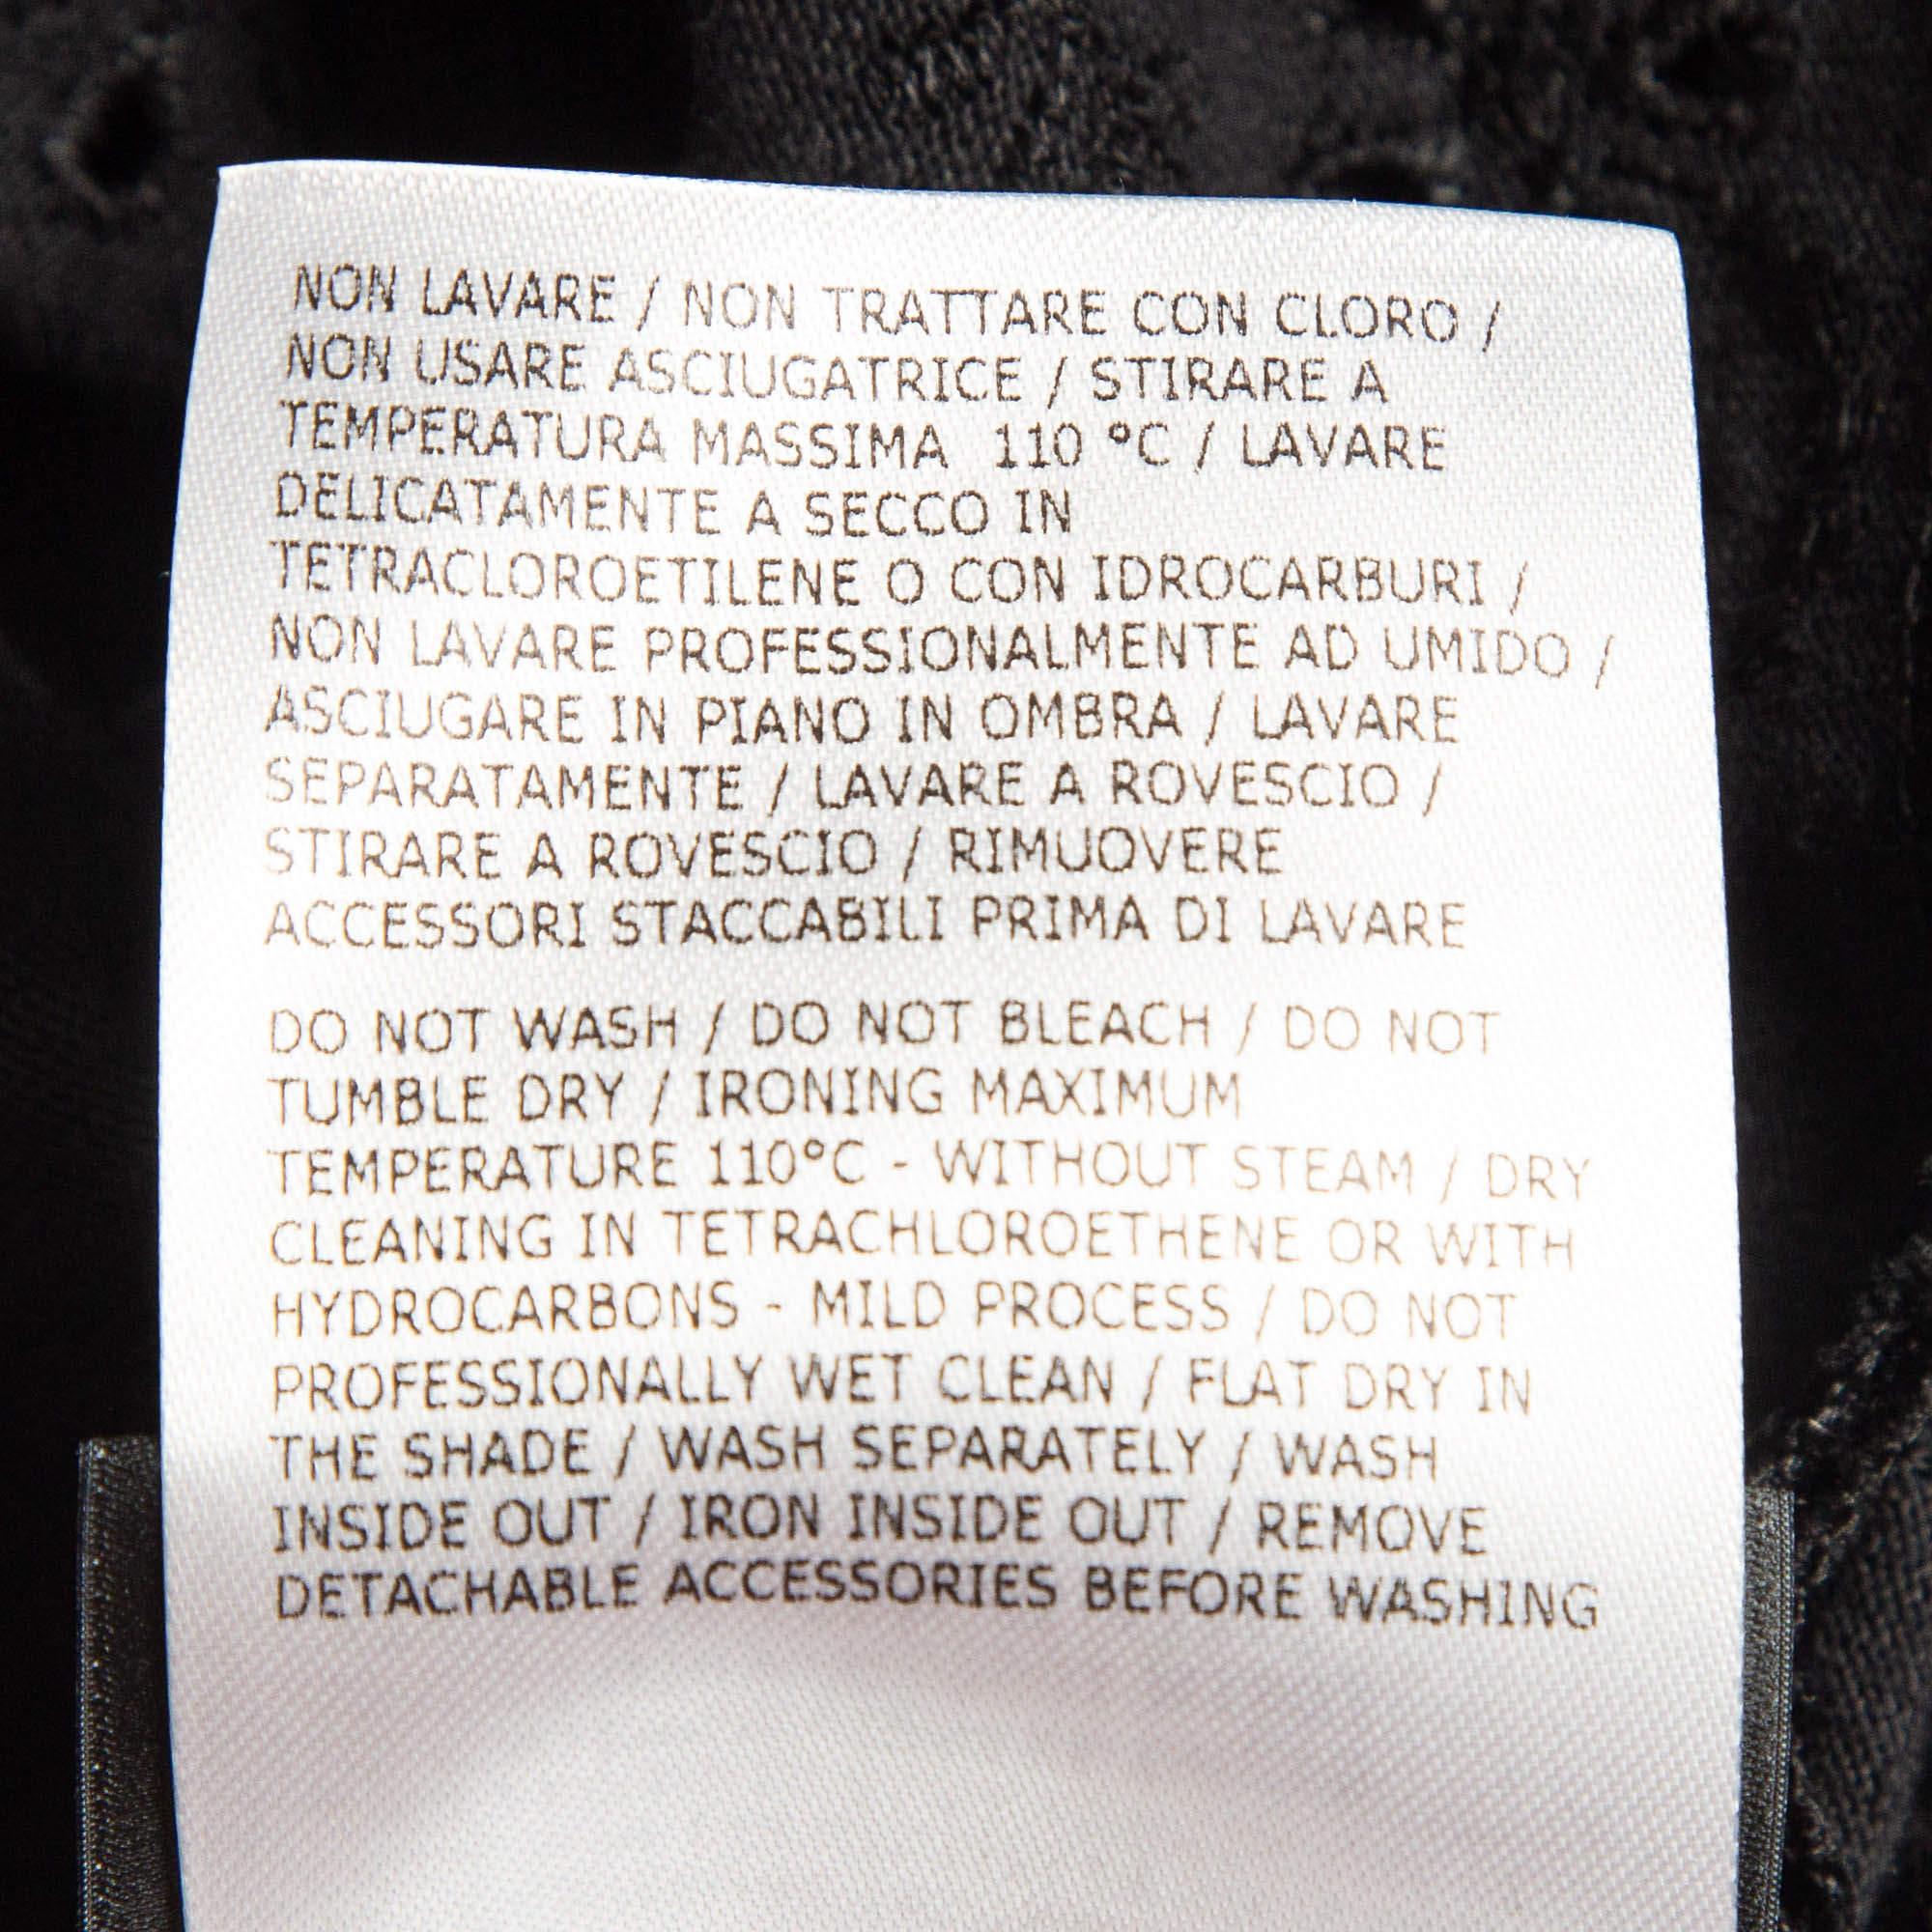 NON LAVARE / NON TRATTARE CON CLORO /
NON USARE ASCIUGATRICE / STIRARE A
TEMPERATURA MASSIMA 110 °C / LAVARE
DELICATAMENTE A SECCO IN
TETRACLOROETILENE O CON IDROCARBURI /
NON LAVARE PROFESSIONALMENTE AD UMIDO /
ASCIUGARE IN PIANO IN OMBRA / LAVARE
SEPARATAMENTE / LAVARE A ROVESCIO /
STIRARE A ROVESCIO / RIMUOVERE
ACCESSORI STACCABILI PRIMA DI LAVARE
DO NOT WASH / DO NOT BLEACH / DO NOT
TUMBLE DRY / IRONING MAXIMUM
TEMPERATURE 110°C - WITHOUT STEAM / DRY
CLEANING IN TETRACHLOROETHENE OR WITH
HYDROCARBONS - MILD PROCESS / DO NOT
PROFESSIONALLY WET CLEAN / FLAT DRY IN
THE SHADE / WASH SEPARATELY / WASH
INSIDE OUT / IRON INSIDE OUT / REMOVE
DETACHABLE ACCESSORIES BEFORE WASHING